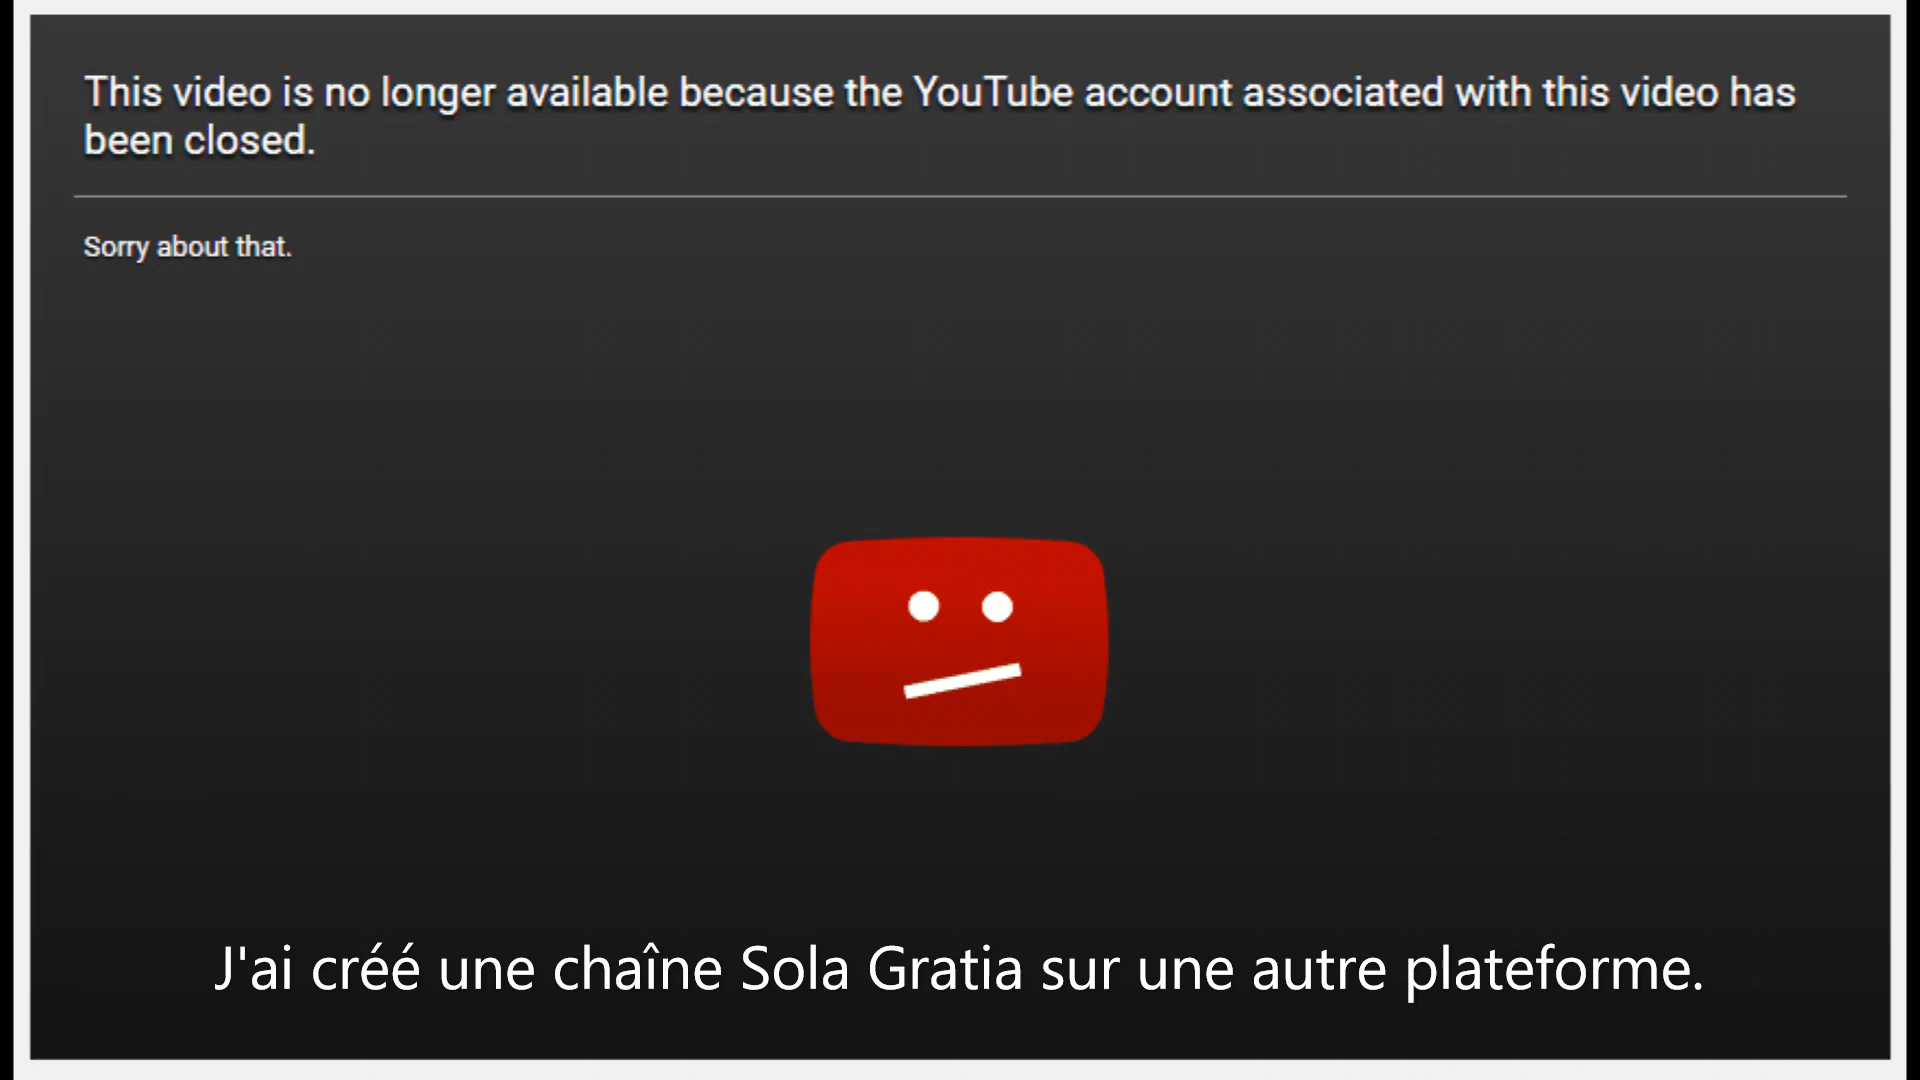 This video is no longer available because the YouTube account associated with this video has
been closed.
Sorry about that.
J'ai créé une chaîne Sola Gratia sur une autre plateforme.